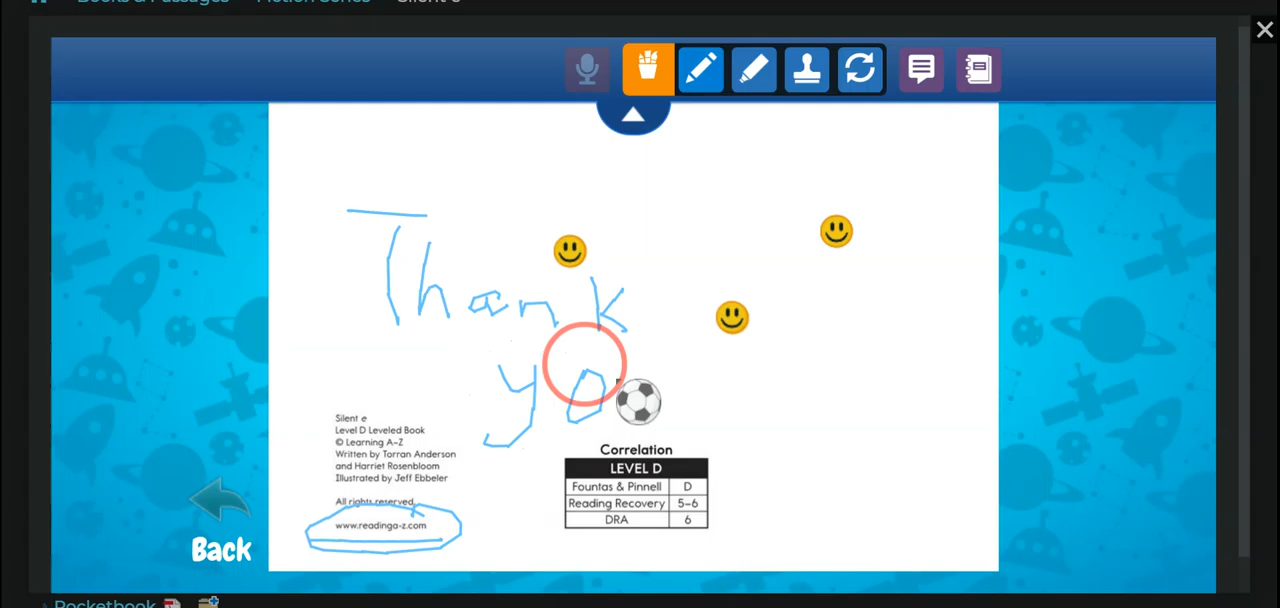 Thank
yo
Silent e
Level D Leveled Book
© Learning A-Z
Written by Torran Anderson
and Harriet Rosenbloom
Illustrated by Jeff Ebbeler
All rights reserved.
www.readinga-z.com
Correlation
LEVEL D
Fountas & Pinnell D
Reading Recovery 5-6
DRA 6
Back